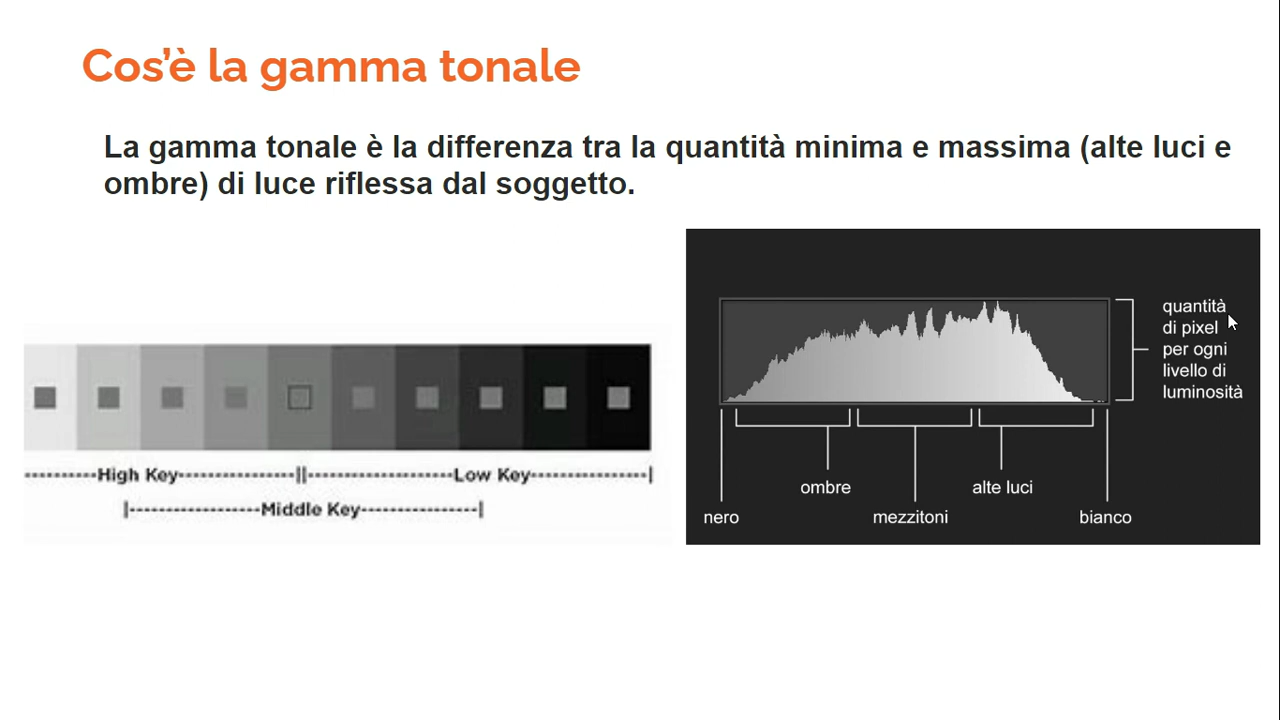 Cos'è la gamma tonale
La gamma tonale è la differenza tra la quantità minima e massima (alte luci e
ombre) di luce riflessa dal soggetto.
High Key
Low Key
Middle Key
quantità
di pixel
per ogni
livello di
luminosità
ombre
alte luci
nero
mezzitoni
bianco